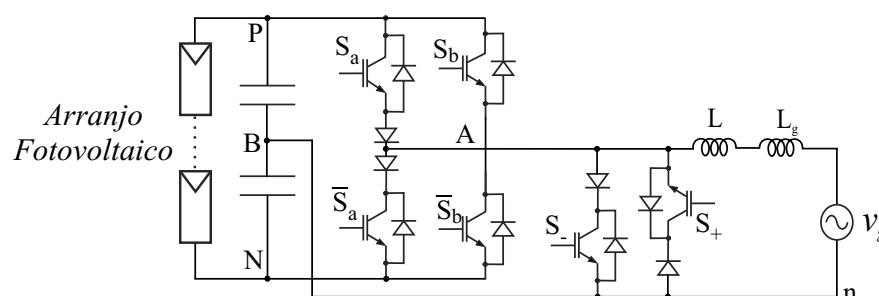 P
S̅a
Sa
Sb
L
Lg
Arranjo
Fotovoltaico
B
A
S̅a
S̅b
S-
S+
vg
N
n